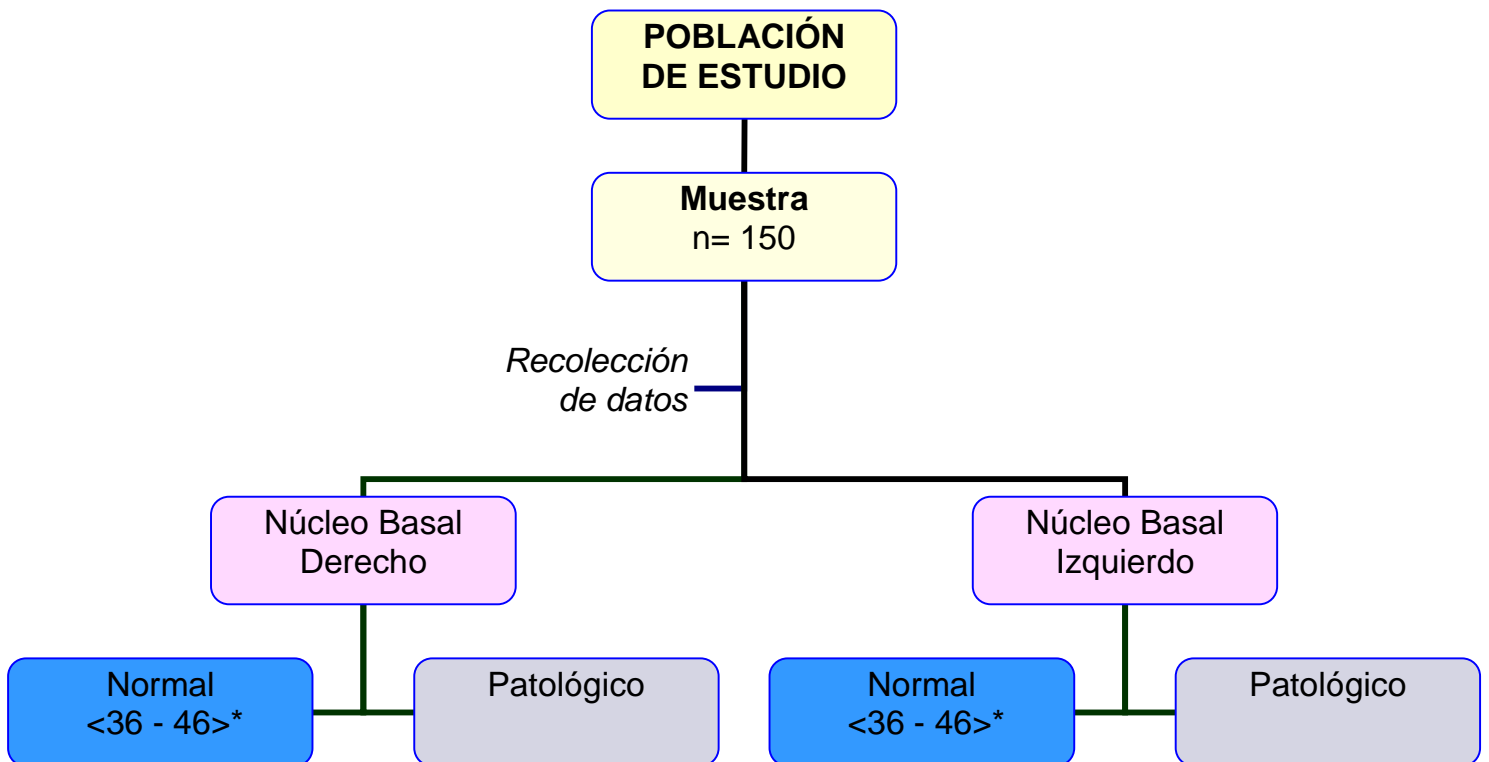 POBLACIÓN
DE ESTUDIO
Muestra
n= 150
Recolección
de datos
Núcleo Basal
Derecho
Núcleo Basal
Izquierdo
Normal
<36 - 46>*
Patológico
Normal
<36 - 46>*
Patológico